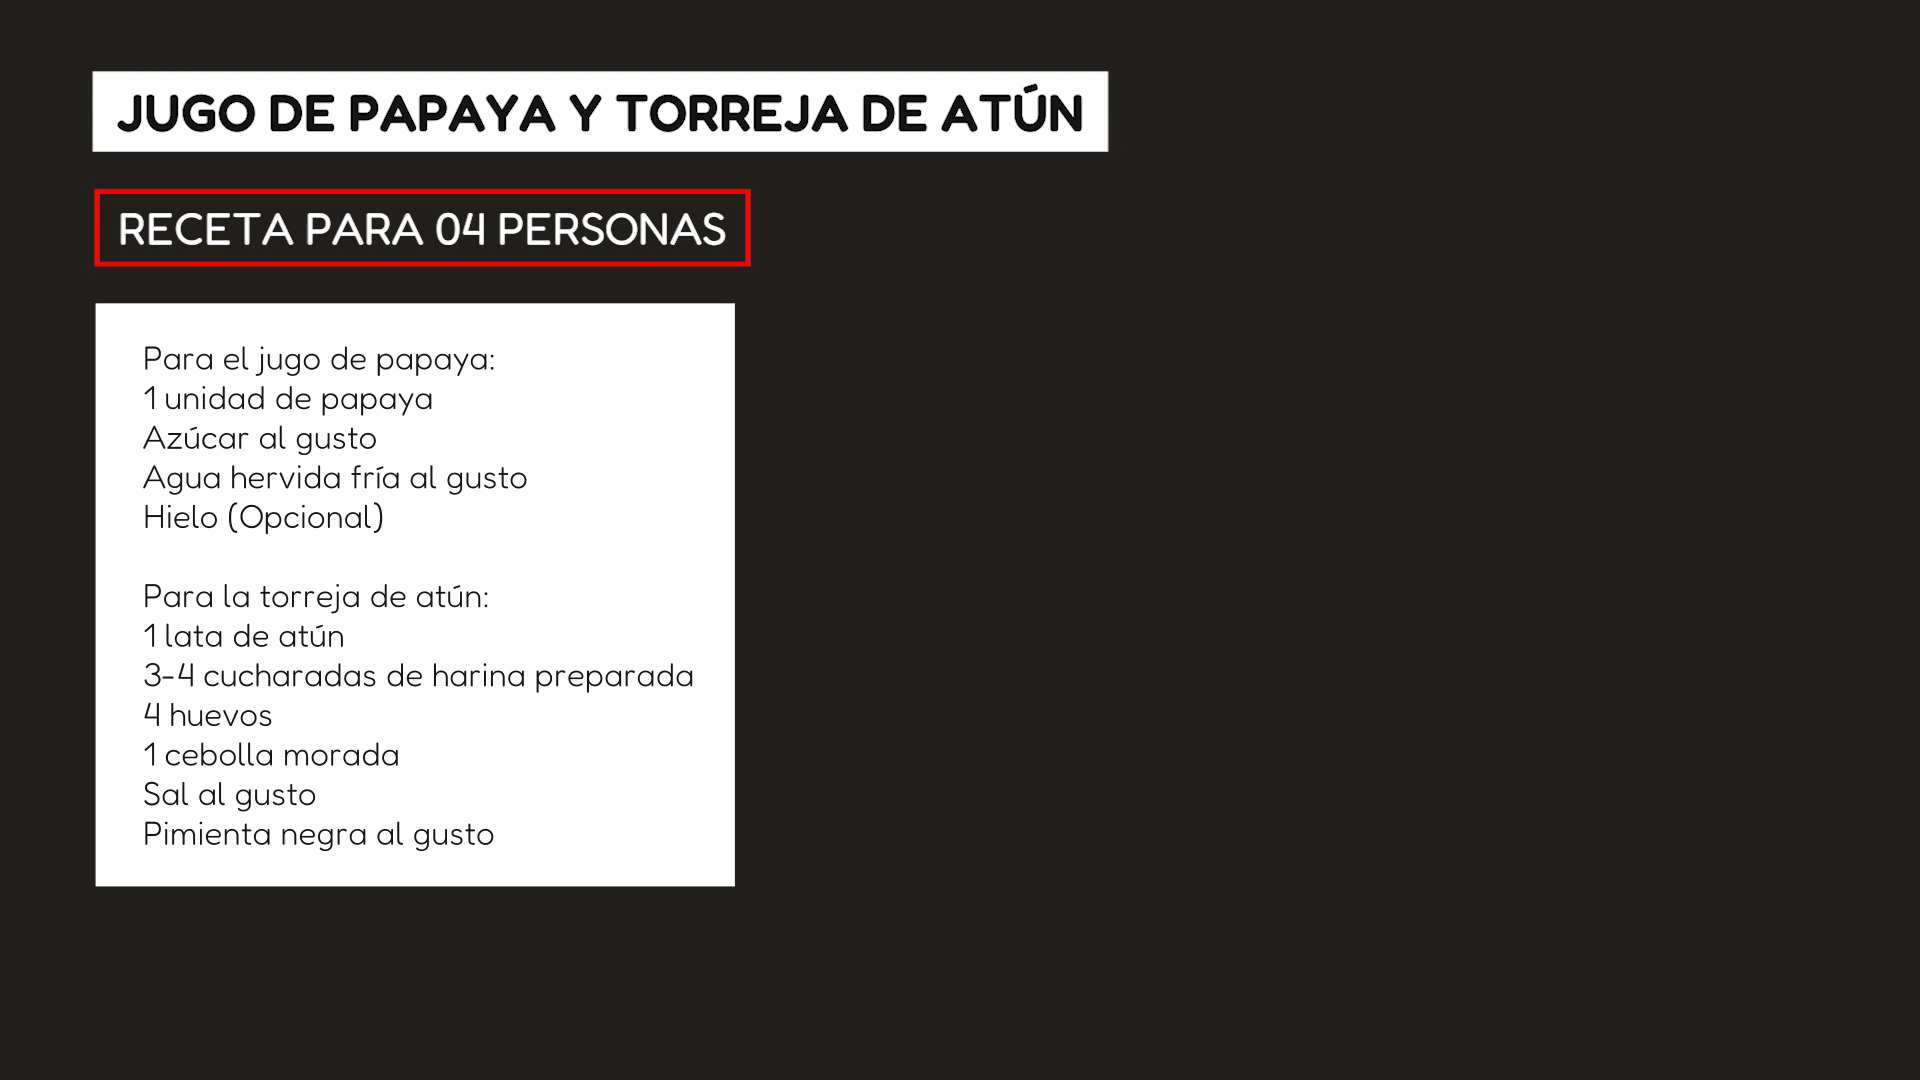 JUGO DE PAPAYA Y TORREJA DE ATÚN
RECETA PARA 04 PERSONAS
Para el jugo de papaya:
1 unidad de papaya
Azúcar al gusto
Agua hervida fría al gusto
Hielo (Opcional)
Para la torreja de atún:
1 lata de atún
3-4 cucharadas de harina preparada
4 huevos
1 cebolla morada
Sal al gusto
Pimienta negra al gusto